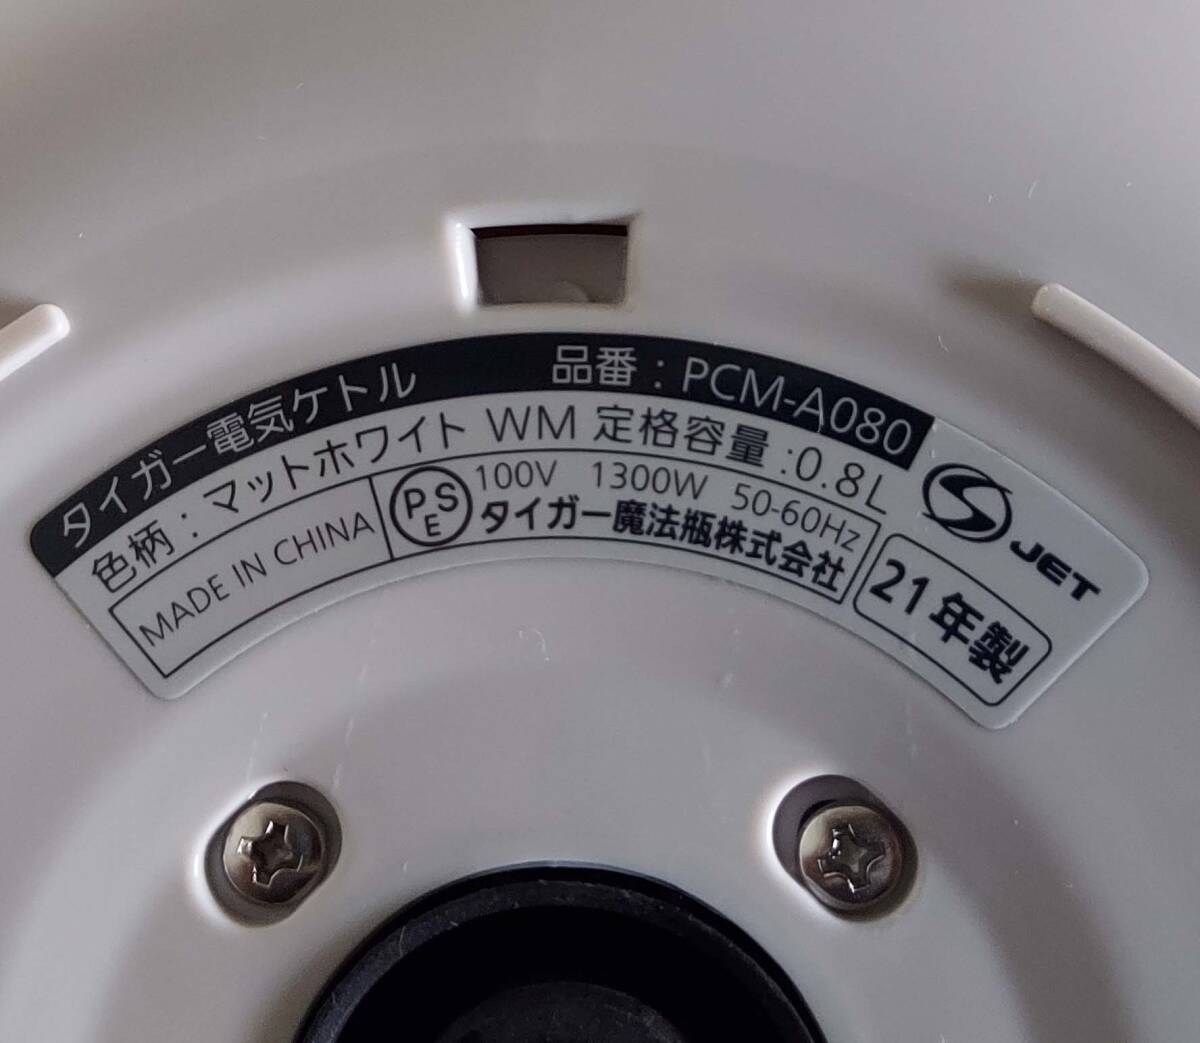 タイガー電気ケトル 品番：PCM-A080
色柄：マットホワイト WM 定格容量：0.8L
MADE IN CHINA
PSE 100V 1300W 50-60Hz
タイガー魔法瓶株式会社
S JET
21年製